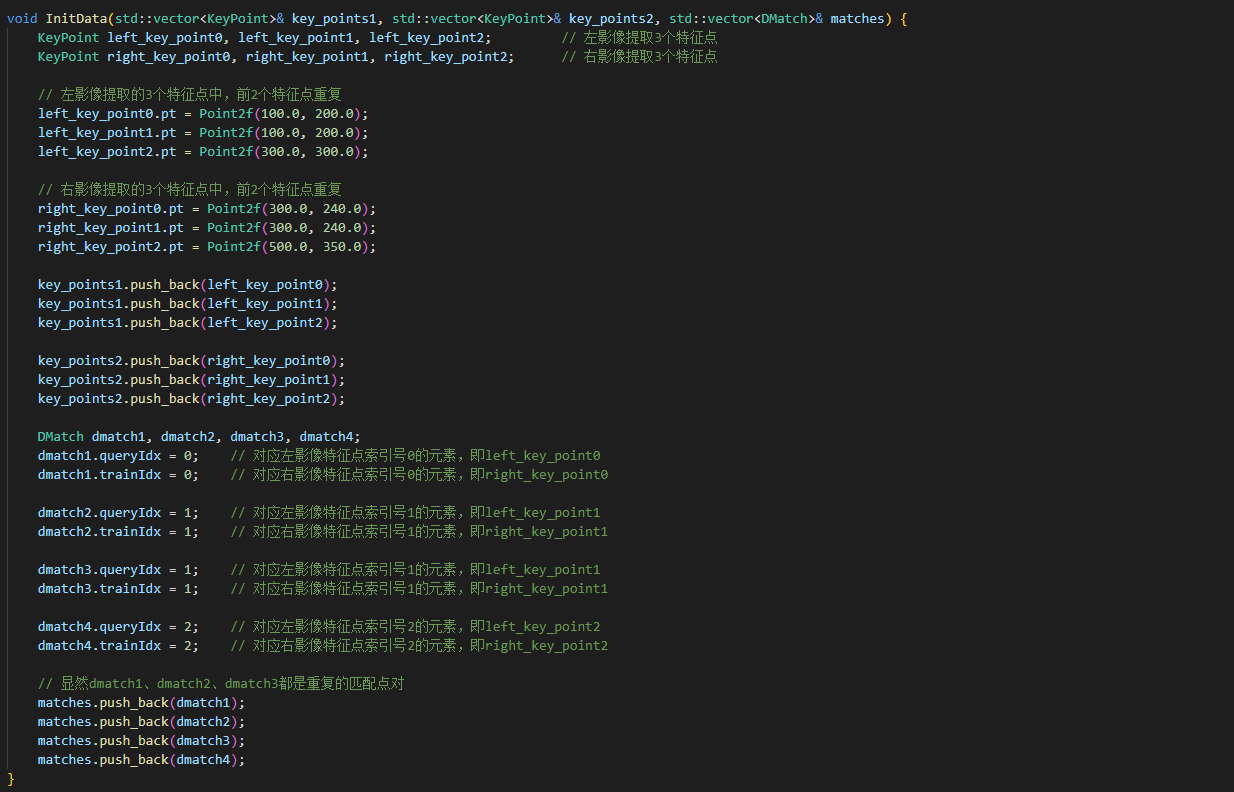 void InitData(std::vector<KeyPoint>& key_points1, std::vector<KeyPoint>& key_points2, std::vector<DMatch>& matches) {
    KeyPoint left_key_point0, left_key_point1, left_key_point2;         // 左影像提取3个特征点
    KeyPoint right_key_point0, right_key_point1, right_key_point2;      // 右影像提取3个特征点

    // 左影像提取的3个特征点中，前2个特征点重复
    left_key_point0.pt = Point2f(100.0, 200.0);
    left_key_point1.pt = Point2f(100.0, 200.0);
    left_key_point2.pt = Point2f(300.0, 300.0);

    // 右影像提取的3个特征点中，前2个特征点重复
    right_key_point0.pt = Point2f(300.0, 240.0);
    right_key_point1.pt = Point2f(300.0, 240.0);
    right_key_point2.pt = Point2f(500.0, 350.0);

    key_points1.push_back(left_key_point0);
    key_points1.push_back(left_key_point1);
    key_points1.push_back(left_key_point2);

    key_points2.push_back(right_key_point0);
    key_points2.push_back(right_key_point1);
    key_points2.push_back(right_key_point2);

    DMatch dmatch1, dmatch2, dmatch3, dmatch4;
    dmatch1.queryIdx = 0;    // 对应左影像特征点索引号0的元素，即left_key_point0
    dmatch1.trainIdx = 0;    // 对应右影像特征点索引号0的元素，即right_key_point0

    dmatch2.queryIdx = 1;    // 对应左影像特征点索引号1的元素，即left_key_point1
    dmatch2.trainIdx = 1;    // 对应右影像特征点索引号1的元素，即right_key_point1

    dmatch3.queryIdx = 1;    // 对应左影像特征点索引号1的元素，即left_key_point1
    dmatch3.trainIdx = 1;    // 对应右影像特征点索引号1的元素，即right_key_point1

    dmatch4.queryIdx = 2;    // 对应左影像特征点索引号2的元素，即left_key_point2
    dmatch4.trainIdx = 2;    // 对应右影像特征点索引号2的元素，即right_key_point2

    // 显然dmatch1、dmatch2、dmatch3都是重复的匹配点对
    matches.push_back(dmatch1);
    matches.push_back(dmatch2);
    matches.push_back(dmatch3);
    matches.push_back(dmatch4);
}